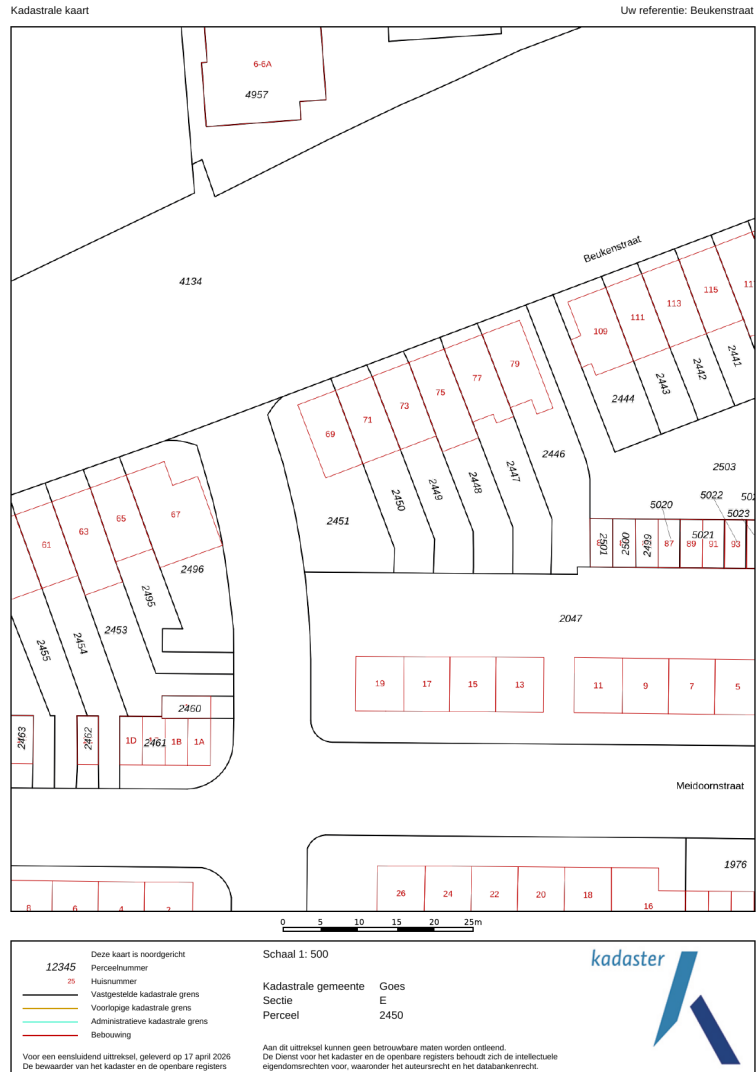 Kadastrale kaart
Uw referentie: Beukenstraat
6-6A
4957
4134
Beukenstraat
115
113
111
109
2441
2442
2443
2444
79
77
75
73
71
69
2446
2447
2448
2449
2450
2451
2503
5022
5020
5023
5021
2501
2500
2499
87
89
91
93
67
65
63
61
2496
2495
2453
2454
2455
2047
19
17
15
13
11
9
7
5
2460
2463
2462
1D
2461
1B
1A
Meidoornstraat
1976
26
24
22
20
18
16
8
6
4
2
0 5 10 15 20 25m
Deze kaart is noordgericht
12345 Perceelnummer
25 Huisnummer
Vastgestelde kadastrale grens
Voorlopige kadastrale grens
Administratieve kadastrale grens
Bebouwing
Voor een eensluidend uittreksel, geleverd op 17 april 2026
De bewaarder van het kadaster en de openbare registers
Schaal 1: 500
Kadastrale gemeente Goes
Sectie E
Perceel 2450
Aan dit uittreksel kunnen geen betrouwbare maten worden ontleend.
De Dienst voor het kadaster en de openbare registers behoudt zich de intellectuele
eigendomsrechten voor, waaronder het auteursrecht en het databankenrecht.
kadaster